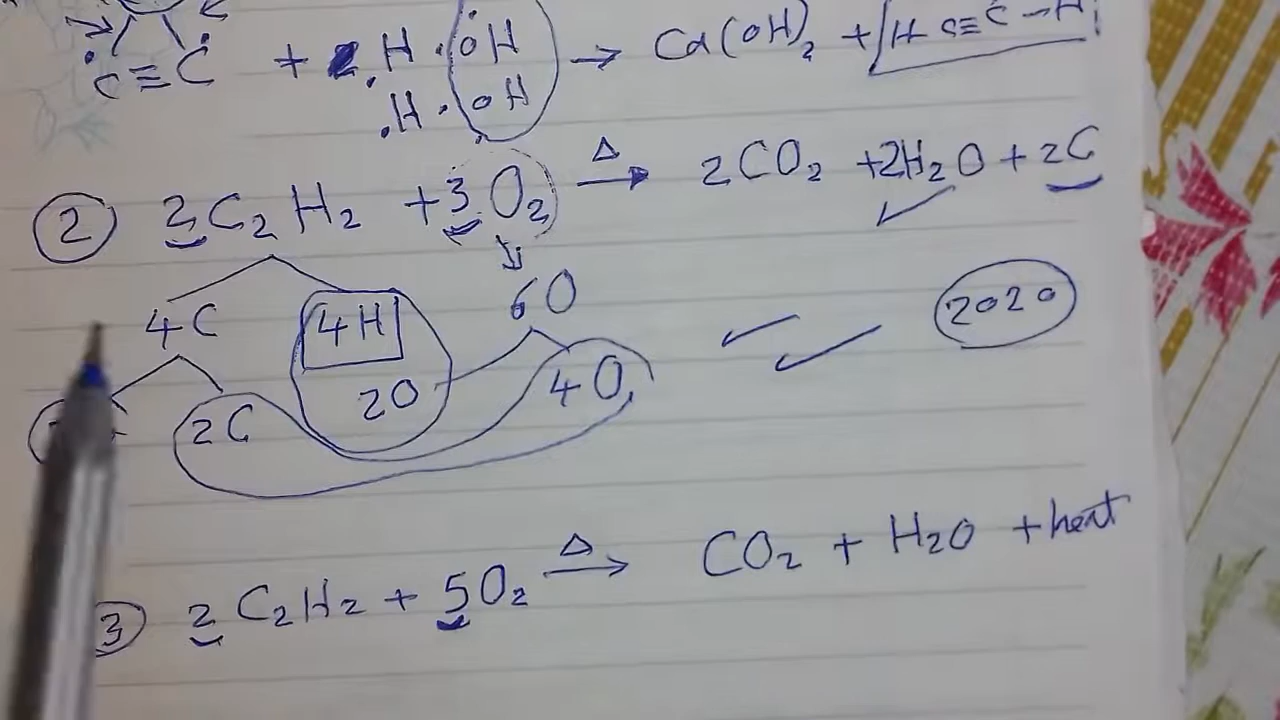 C≡C + 2 H OH → Ca(OH)₂ + H C≡C-H
H OH
② 2C₂H₂ + 3O₂ Δ→ 2CO₂ + 2H₂O + 2C
4C 4H 6O 2020
2C 2O 4O
③ 2C₂H₂ + 5O₂ Δ→ CO₂ + H₂O + heat